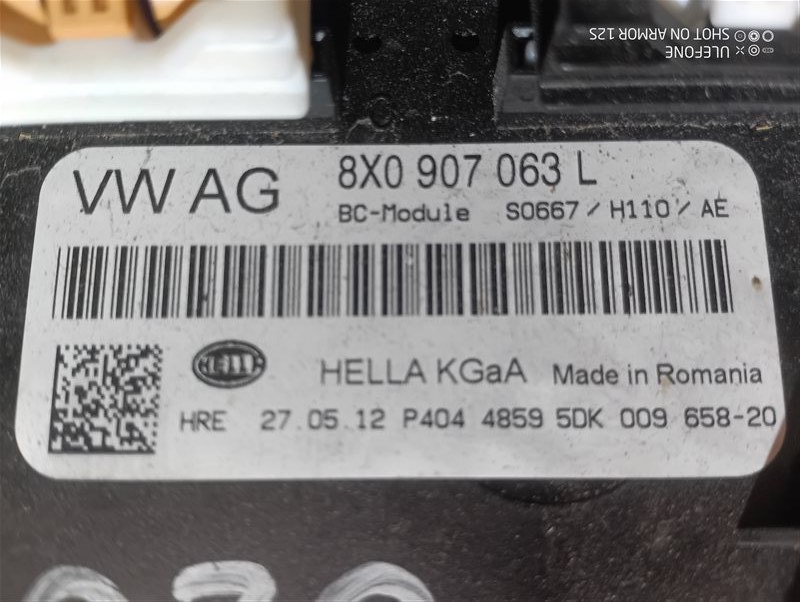 ULEFONE
SHOT ON ARMOR 12S
VW AG
8X0 907 063 L
BC-Module S0667 / H110 / AE
HELLA
HELLA KGaA Made in Romania
HRE 27.05.12 P404 4859 5DK 009 658-20